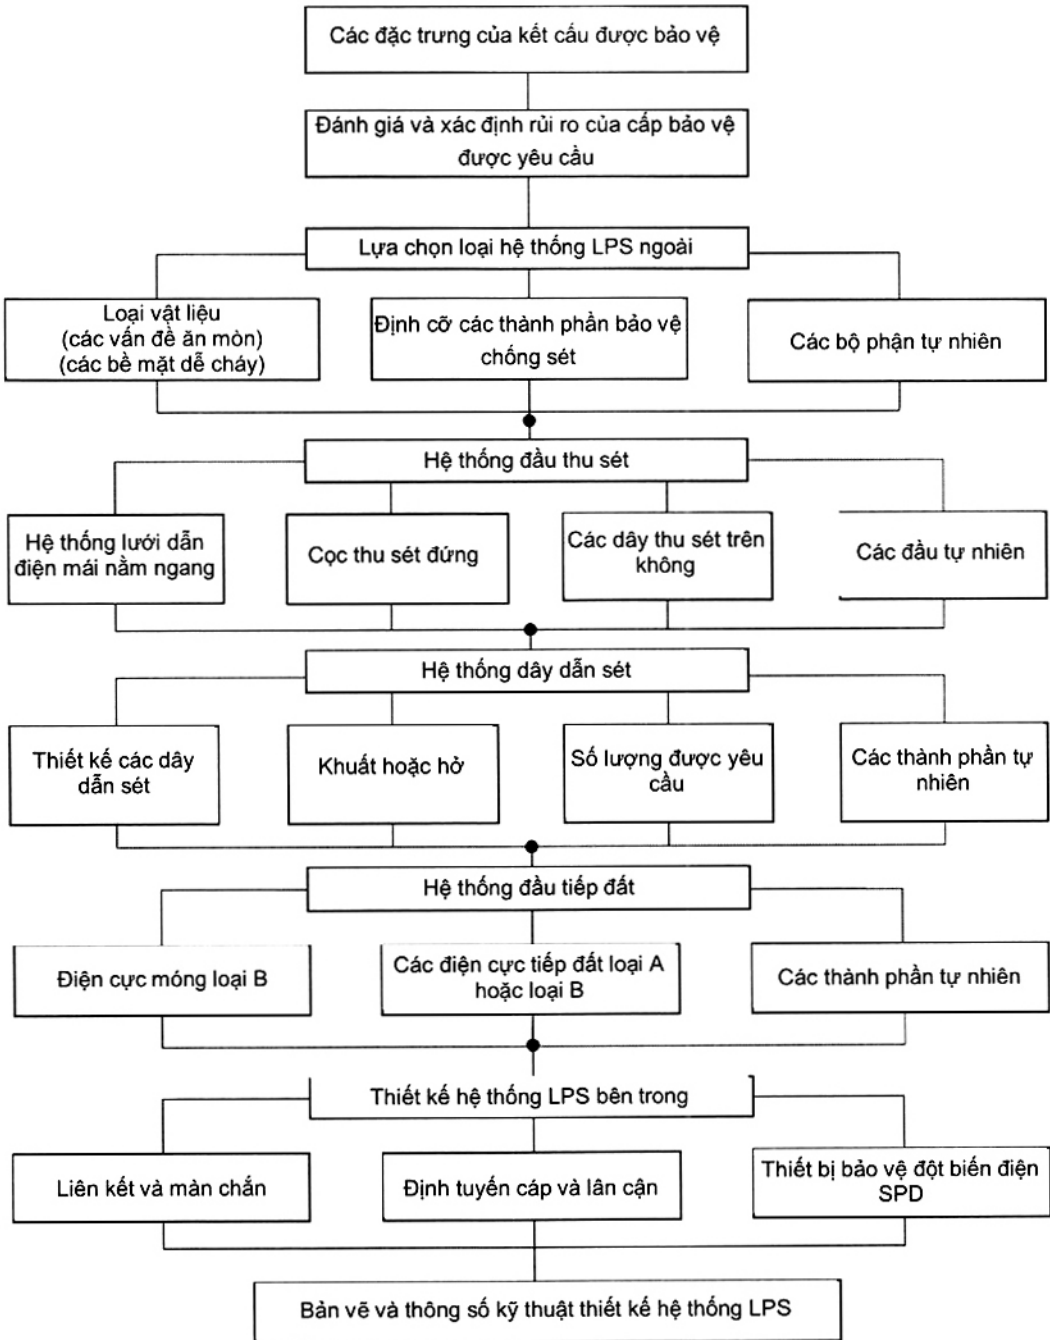 Các đặc trưng của kết cấu được bảo vệ
Đánh giá và xác định rủi ro của cấp bảo vệ
được yêu cầu
Lựa chọn loại hệ thống LPS ngoài
Loại vật liệu
(các vấn đề ăn mòn)
(các bề mặt dễ cháy)
Định cỡ các thành phần bảo vệ
chống sét
Các bộ phận tự nhiên
Hệ thống đầu thu sét
Hệ thống lưới dẫn
điện mái nằm ngang
Cọc thu sét đứng
Các dây thu sét trên
không
Các đầu tự nhiên
Hệ thống dây dẫn sét
Thiết kế các dây
dẫn sét
Khuất hoặc hở
Số lượng được yêu
cầu
Các thành phần tự
nhiên
Hệ thống đầu tiếp đất
Điện cực móng loại B
Các điện cực tiếp đất loại A
hoặc loại B
Các thành phần tự nhiên
Thiết kế hệ thống LPS bên trong
Liên kết và màn chắn
Định tuyến cáp và lân cận
Thiết bị bảo vệ đột biến điện
SPD
Bản vẽ và thông số kỹ thuật thiết kế hệ thống LPS